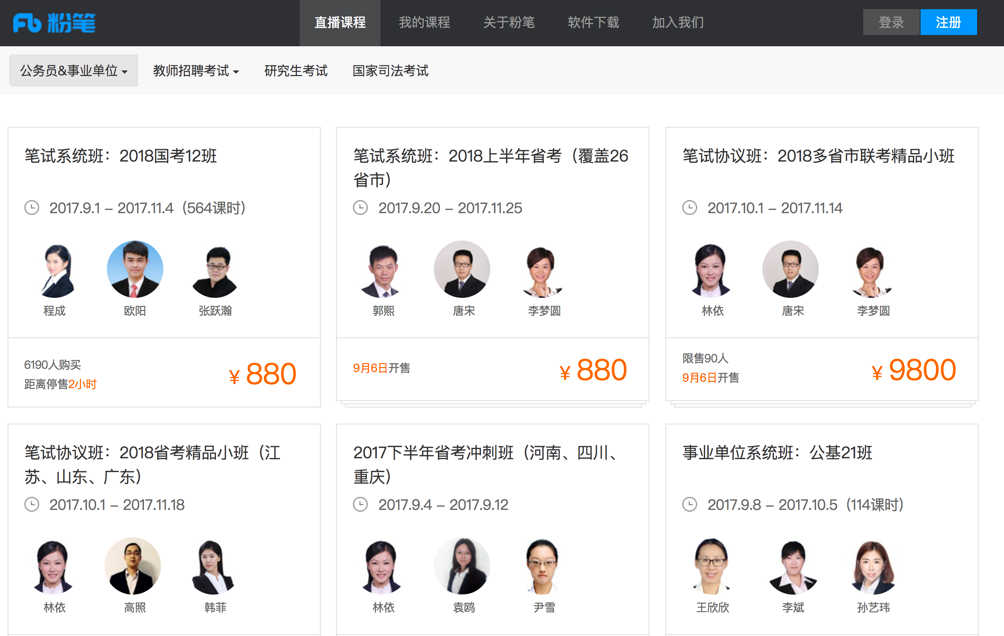 粉笔
直播课程 我的课程 关于粉笔 软件下载 加入我们 登录 注册
公务员&事业单位 教师招聘考试 研究生考试 国家司法考试
笔试系统班：2018国考12班
2017.9.1 – 2017.11.4（564课时）
程成 欧阳 张跃瀚
6190人购买
距离停售2小时
¥ 880
笔试系统班：2018上半年省考（覆盖26
省市）
2017.9.20 – 2017.11.25
郭熙 唐宋 李梦圆
9月6日开售
¥ 880
笔试协议班：2018多省市联考精品小班
2017.10.1 – 2017.11.14
林依 唐宋 李梦圆
限售90人
9月6日开售
¥ 9800
笔试协议班：2018省考精品小班（江
苏、山东、广东）
2017.10.1 – 2017.11.18
林依 高照 韩菲
2017下半年省考冲刺班（河南、四川、
重庆）
2017.9.4 – 2017.9.12
林依 袁鸥 尹雪
事业单位系统班：公基21班
2017.9.8 – 2017.10.5（114课时）
王欣欣 李斌 孙艺玮